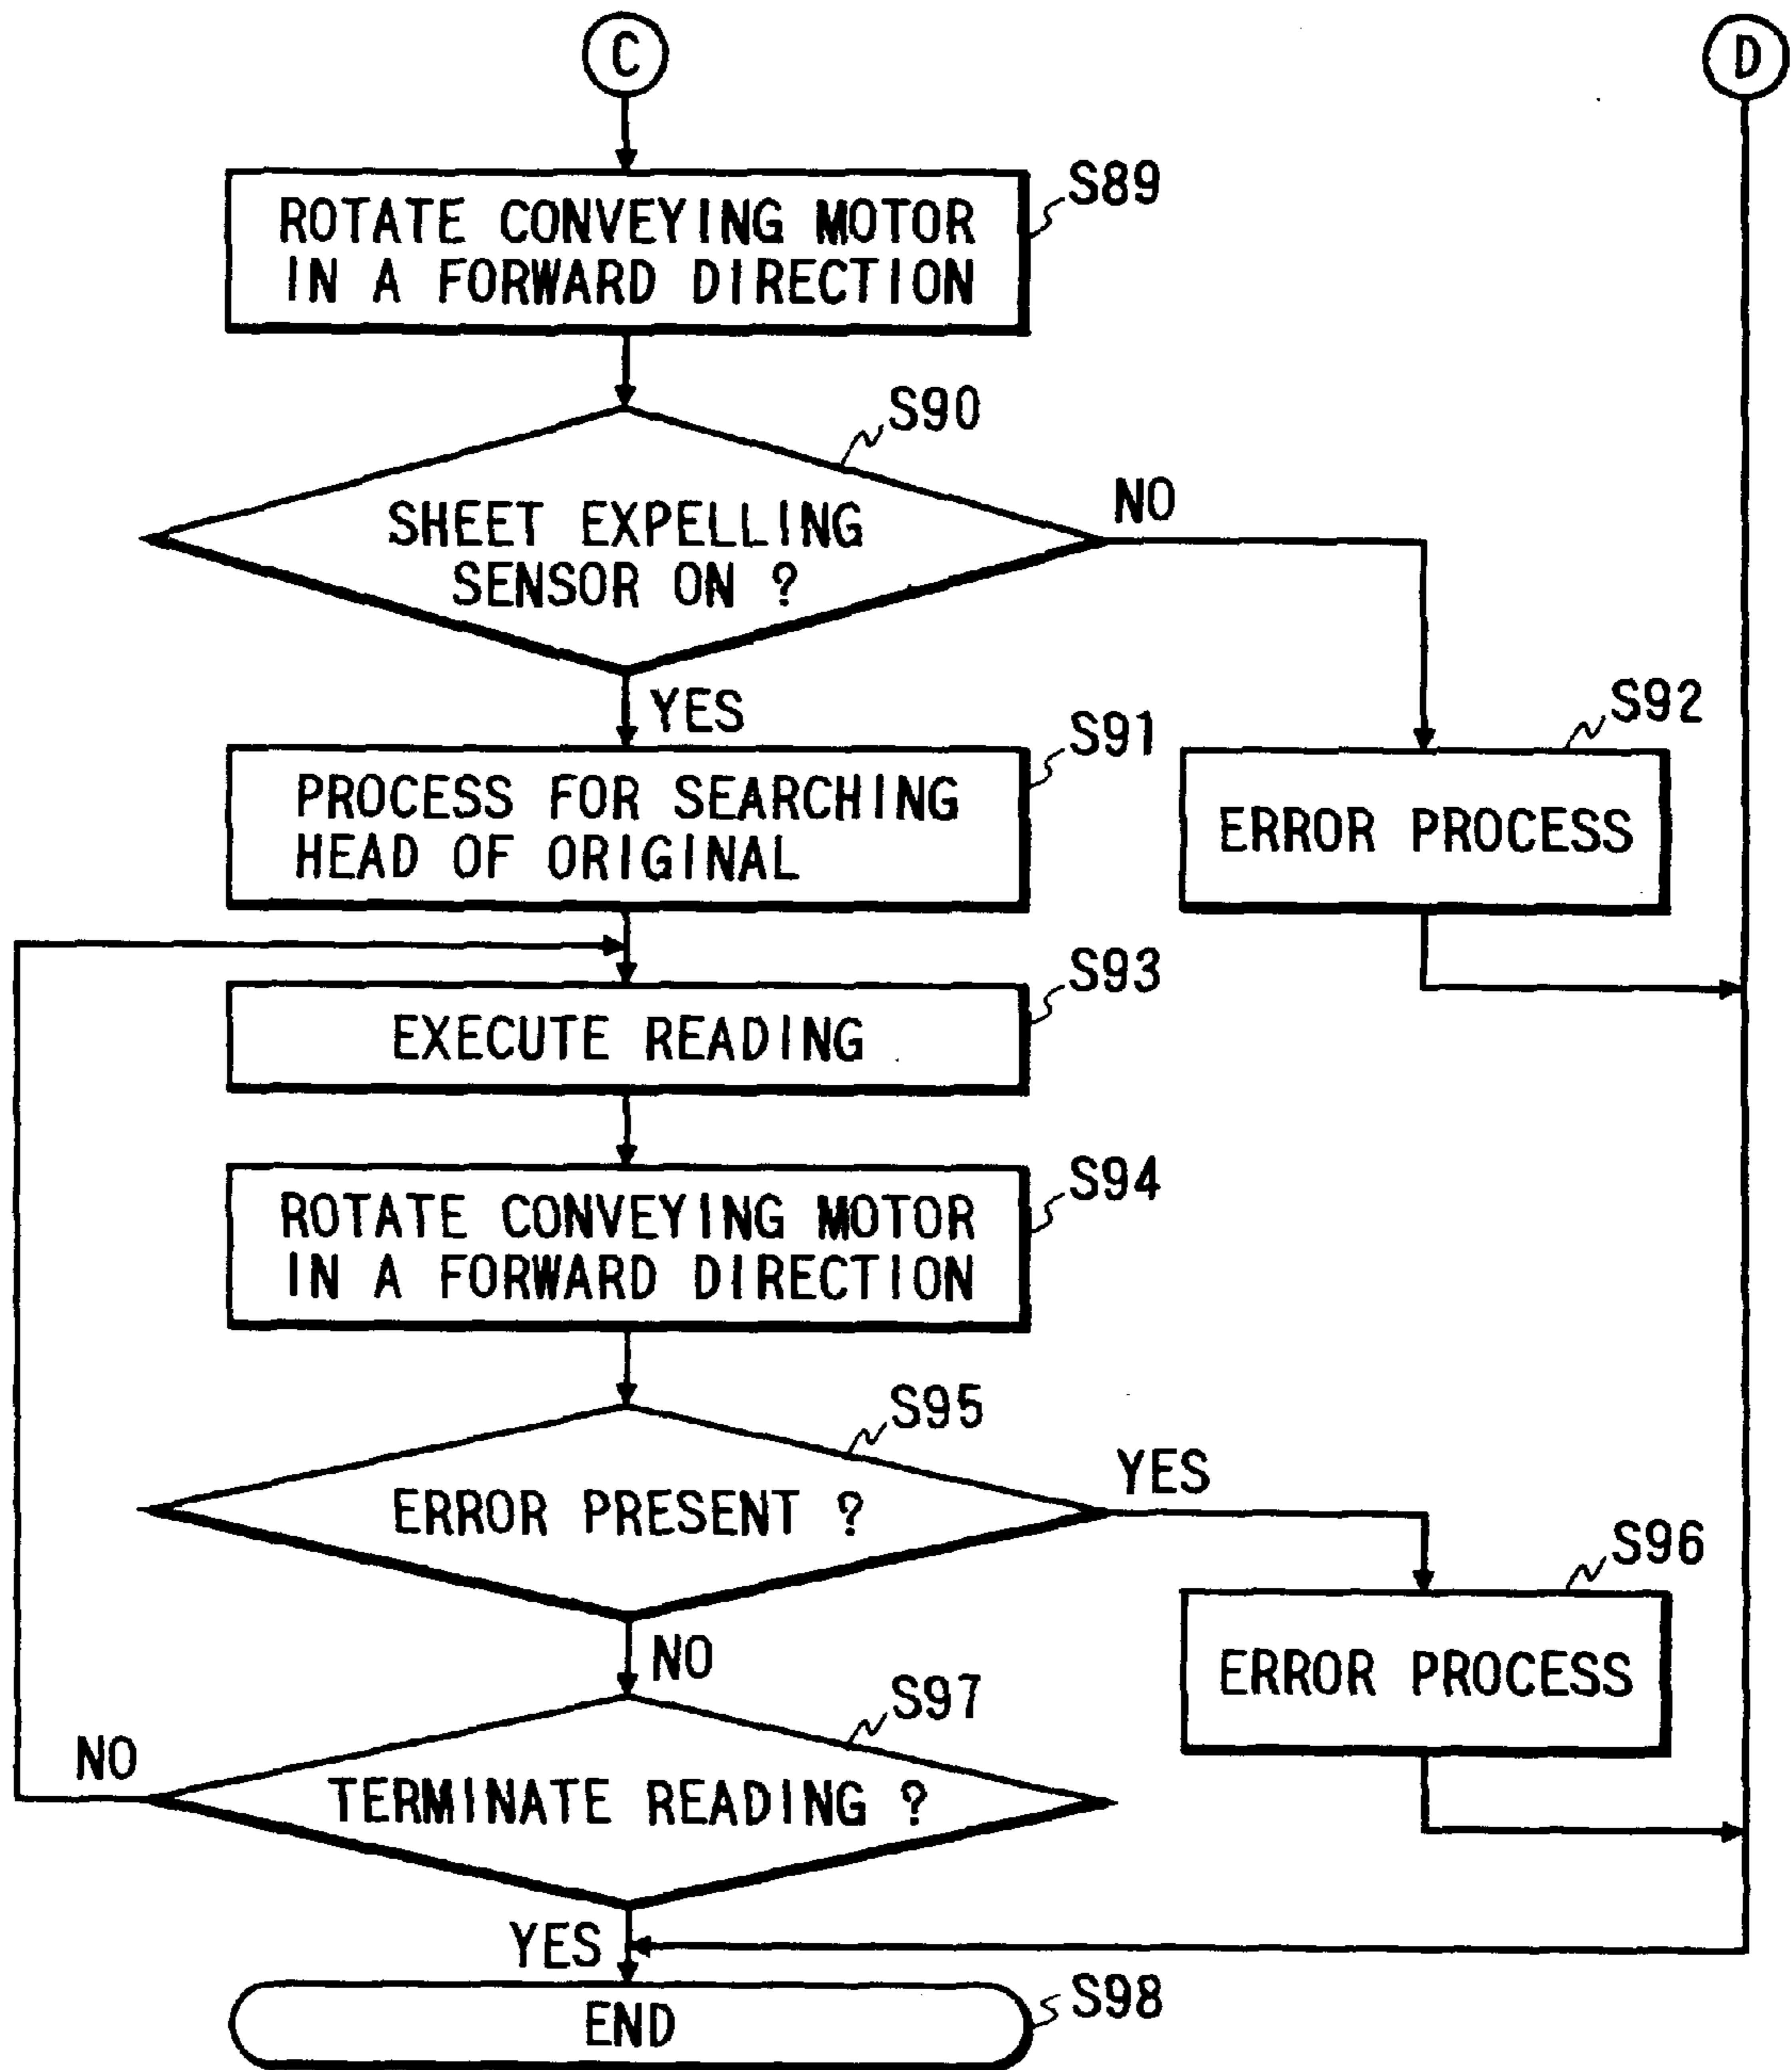 C
D
S89
ROTATE CONVEYING MOTOR
IN A FORWARD DIRECTION
S90
SHEET EXPELLING
SENSOR ON ?
NO
YES
S91
PROCESS FOR SEARCHING
HEAD OF ORIGINAL
S92
ERROR PROCESS
S93
EXECUTE READING
S94
ROTATE CONVEYING MOTOR
IN A FORWARD DIRECTION
S95
ERROR PRESENT ?
YES
NO
S96
ERROR PROCESS
S97
TERMINATE READING ?
NO
YES
S98
END